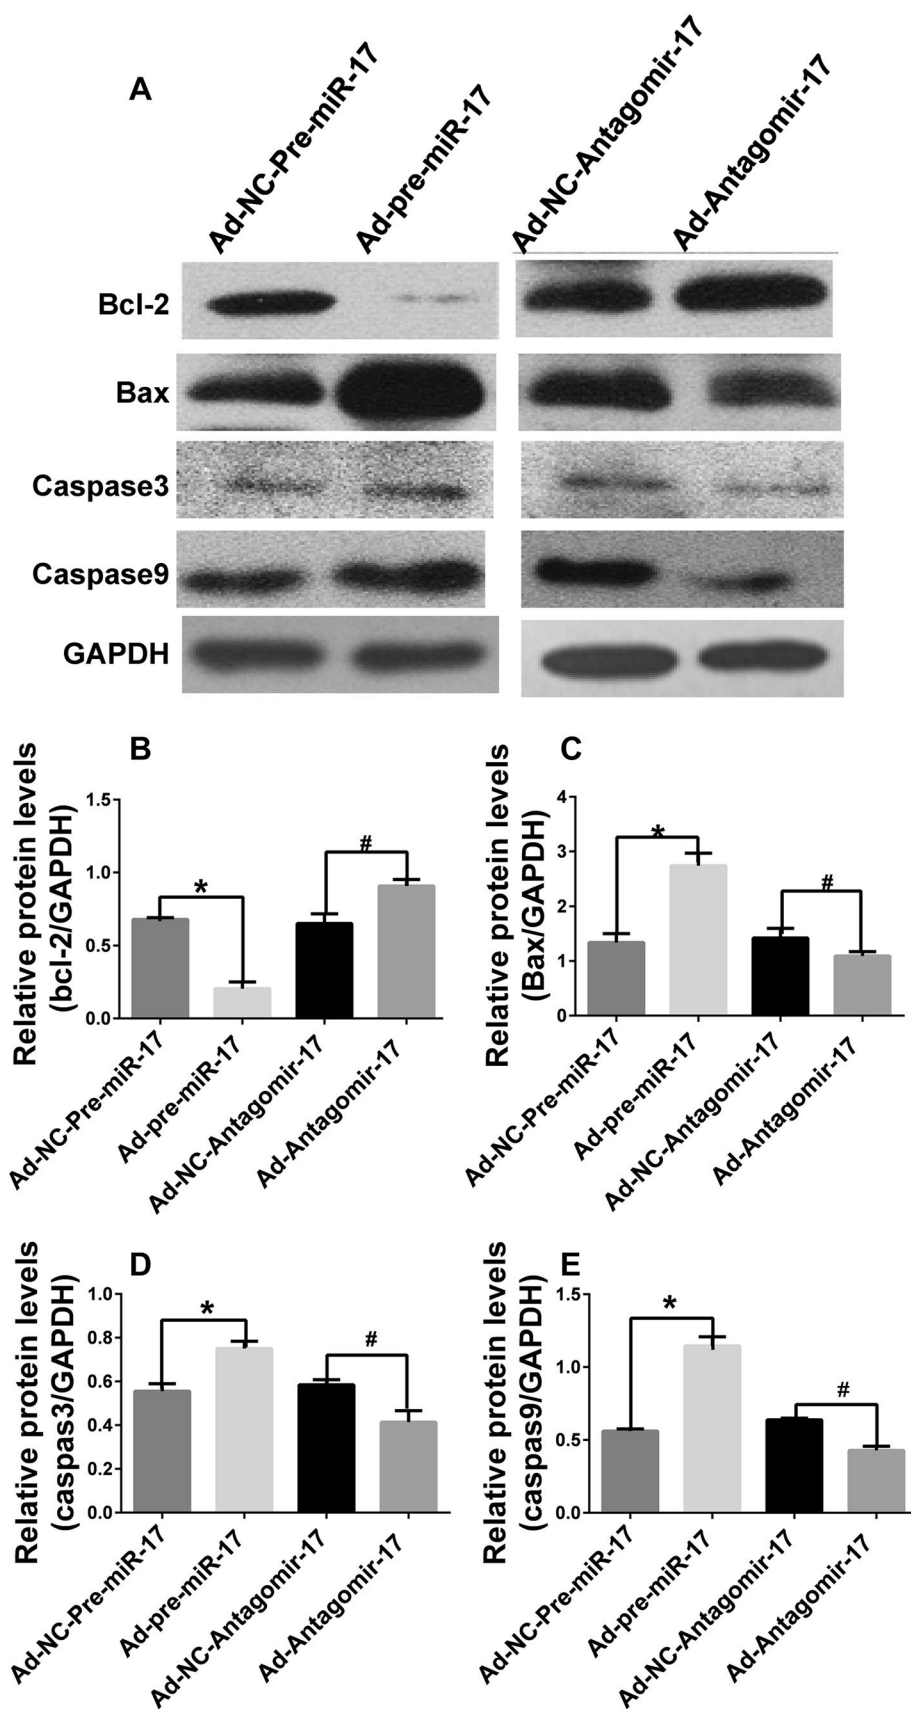 A
Ad-NC-Pre-miR-17
Ad-pre-miR-17
Ad-NC-Antagomir-17
Ad-Antagomir-17
Bcl-2
Bax
Caspase3
Caspase9
GAPDH
B
Relative protein levels
(bcl-2/GAPDH)
1.5
1.0
0.5
0.0
*
#
Ad-NC-Pre-miR-17
Ad-pre-miR-17
Ad-NC-Antagomir-17
Ad-Antagomir-17
C
Relative protein levels
(Bax/GAPDH)
4
3
2
1
0
*
#
Ad-NC-Pre-miR-17
Ad-pre-miR-17
Ad-NC-Antagomir-17
Ad-Antagomir-17
D
Relative protein levels
(caspas3/GAPDH)
1.0
0.8
0.6
0.4
0.2
0.0
*
#
Ad-NC-Pre-miR-17
Ad-pre-miR-17
Ad-NC-Antagomir-17
Ad-Antagomir-17
E
Relative protein levels
(caspas9/GAPDH)
1.5
1.0
0.5
0.0
*
#
Ad-NC-Pre-miR-17
Ad-pre-miR-17
Ad-NC-Antagomir-17
Ad-Antagomir-17